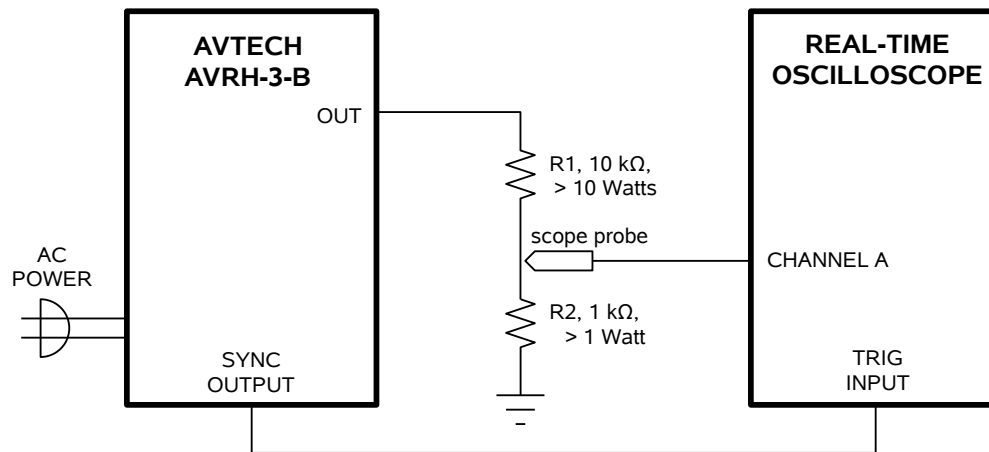 AVTECH
AVRH-3-B
OUT
AC
POWER
SYNC
OUTPUT
R1, 10 kΩ,
> 10 Watts
scope probe
R2, 1 kΩ,
> 1 Watt
REAL-TIME
OSCILLOSCOPE
CHANNEL A
TRIG
INPUT